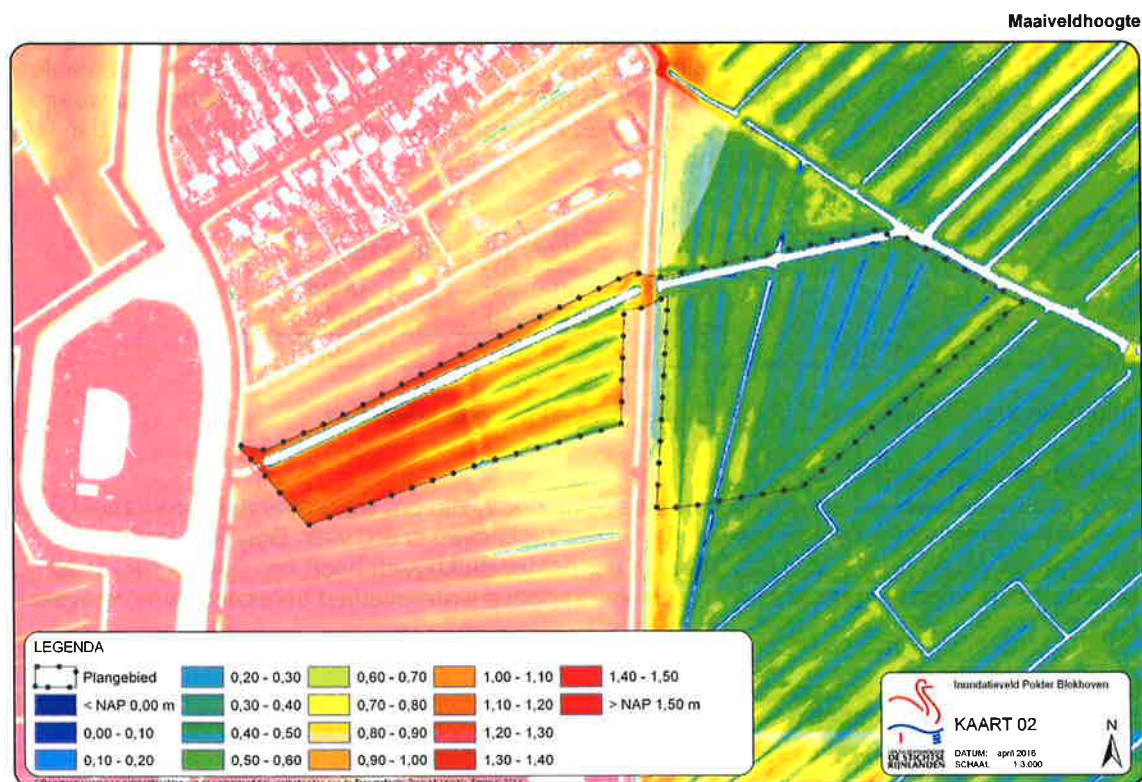 Maaiveldhoogte
LEGENDA
Plangebied
< NAP 0,00 m
0,00 - 0,10
0,10 - 0,20
0,20 - 0,30
0,30 - 0,40
0,40 - 0,50
0,50 - 0,60
0,60 - 0,70
0,70 - 0,80
0,80 - 0,90
0,90 - 1,00
1,00 - 1,10
1,10 - 1,20
1,20 - 1,30
1,30 - 1,40
1,40 - 1,50
> NAP 1,50 m
Inundatieveld Polder Blokhoven
KAART 02
N
DATUM: april 2016
SCHAAL 1:3.000
DE STICHTSE
RIJNLANDEN